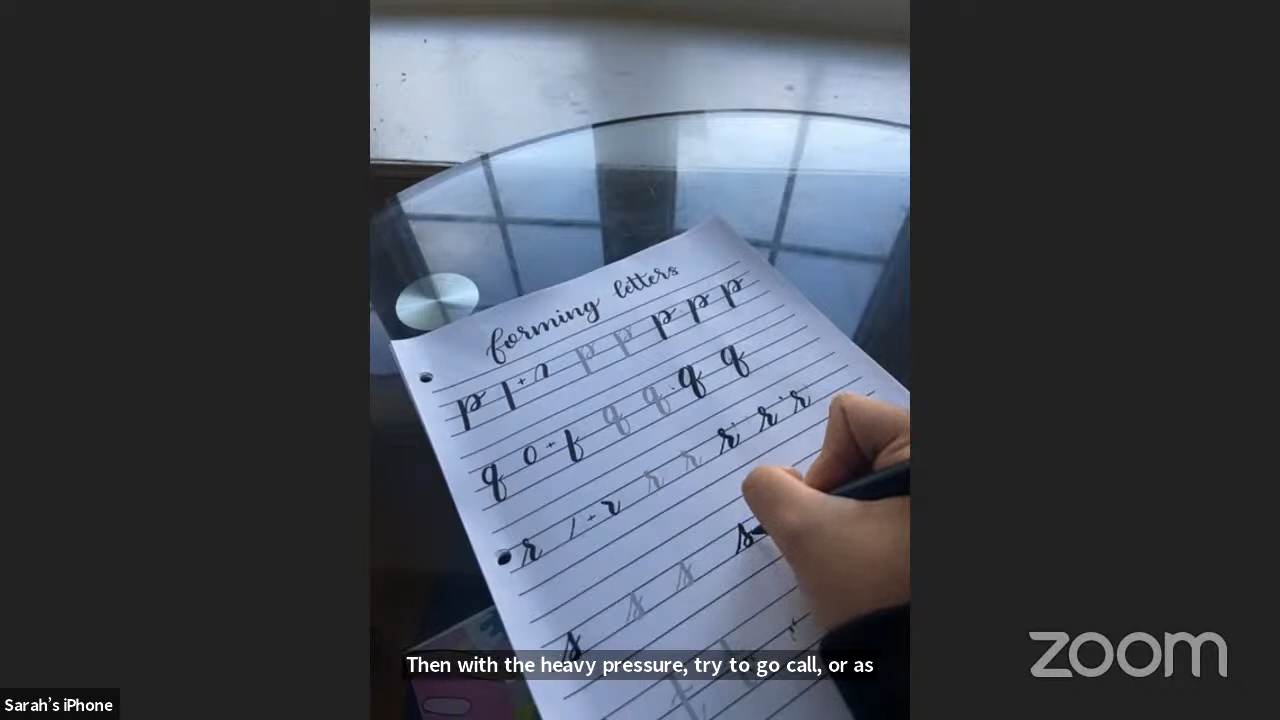 forming letters
p l + n p p p p p
q o + f q q q q
r / + r r r r r r
s s s s
t t
Then with the heavy pressure, try to go call, or as
Sarah's iPhone
zoom